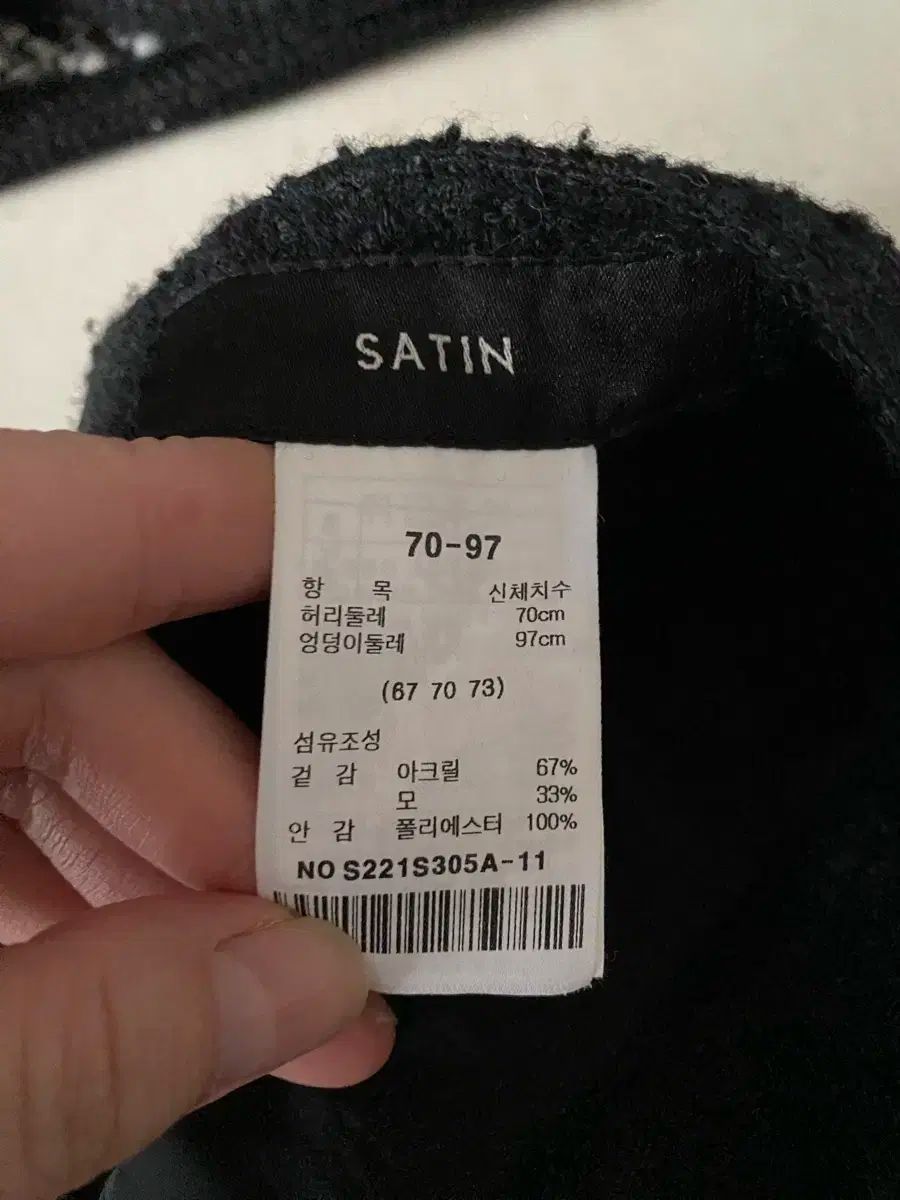 SATIN
70-97
항 목 신체치수
허리둘레 70cm
엉덩이둘레 97cm
(67 70 73)
섬유조성
겉 감 아크릴 67%
모 33%
안 감 폴리에스터 100%
NO S221S305A-11